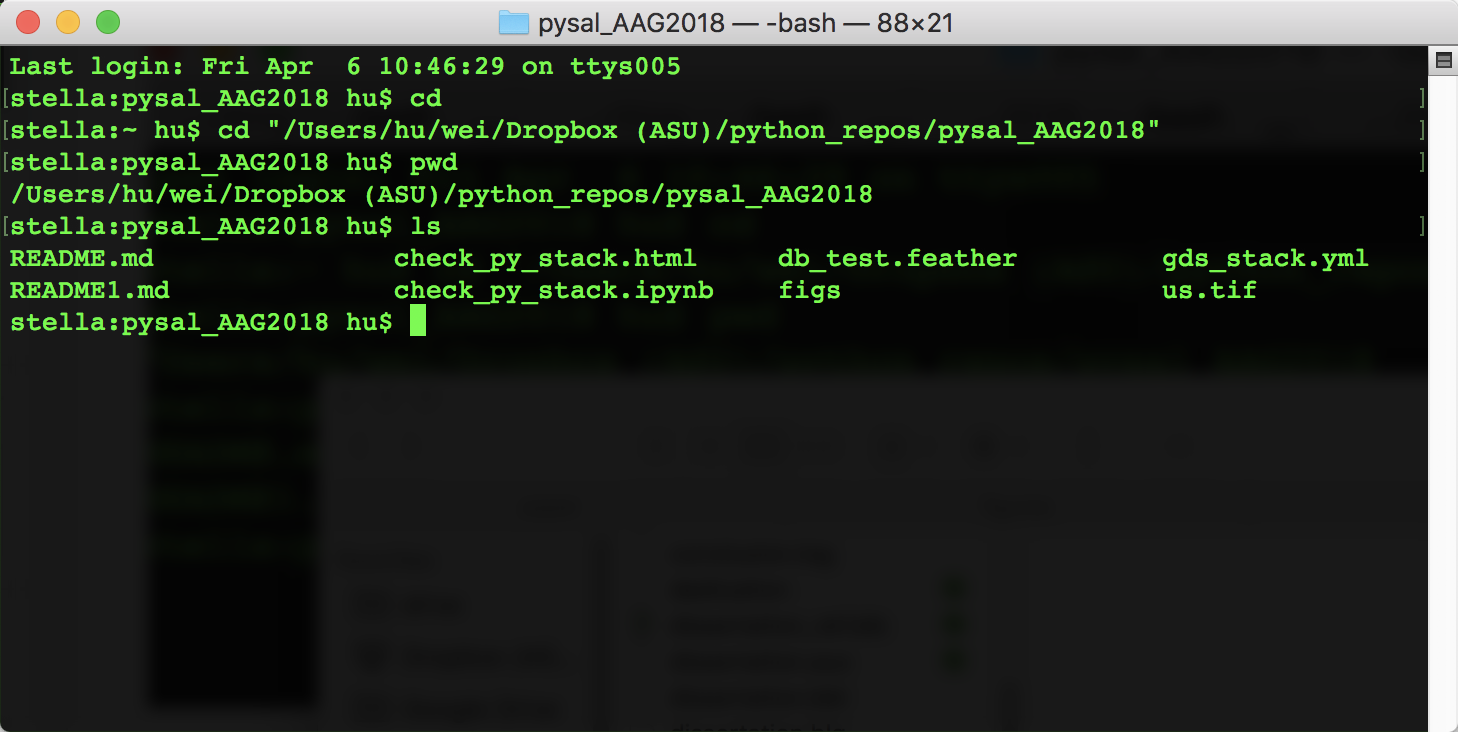 pysal_AAG2018 — -bash — 88×21
Last login: Fri Apr  6 10:46:29 on ttys005
[stella:pysal_AAG2018 hu$ cd ]
[stella:~ hu$ cd "/Users/hu/wei/Dropbox (ASU)/python_repos/pysal_AAG2018" ]
[stella:pysal_AAG2018 hu$ pwd ]
/Users/hu/wei/Dropbox (ASU)/python_repos/pysal_AAG2018
[stella:pysal_AAG2018 hu$ ls ]
README.md               check_py_stack.html     db_test.feather         gds_stack.yml
README1.md              check_py_stack.ipynb    figs                    us.tif
stella:pysal_AAG2018 hu$